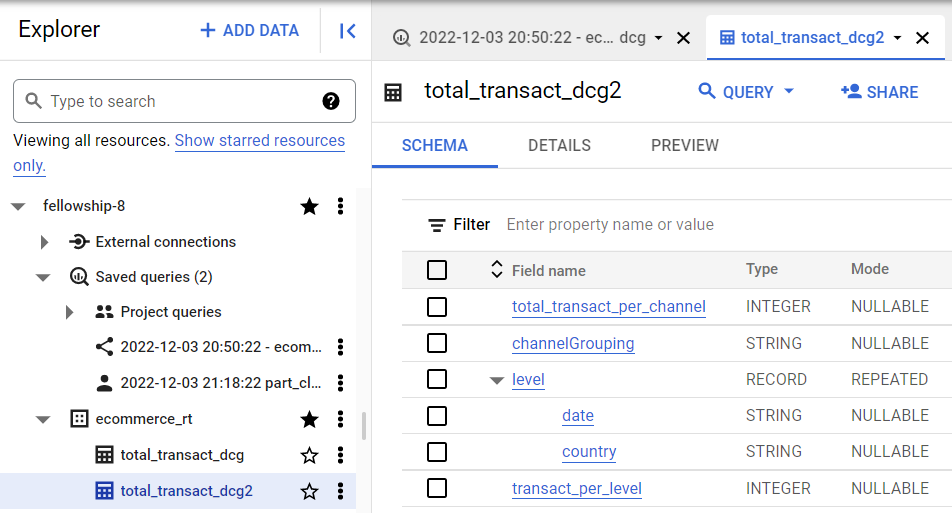 Explorer
+ ADD DATA
Type to search
?
Viewing all resources. Show starred resources
only.
fellowship-8
External connections
Saved queries (2)
Project queries
2022-12-03 20:50:22 - ecom...
2022-12-03 21:18:22 part_cl...
ecommerce_rt
total_transact_dcg
total_transact_dcg2
2022-12-03 20:50:22 - ec... dcg
total_transact_dcg2
total_transact_dcg2
QUERY
SHARE
SCHEMA DETAILS PREVIEW
Filter Enter property name or value
Field name Type Mode
total_transact_per_channel INTEGER NULLABLE
channelGrouping STRING NULLABLE
level RECORD REPEATED
date STRING NULLABLE
country STRING NULLABLE
transact_per_level INTEGER NULLABLE